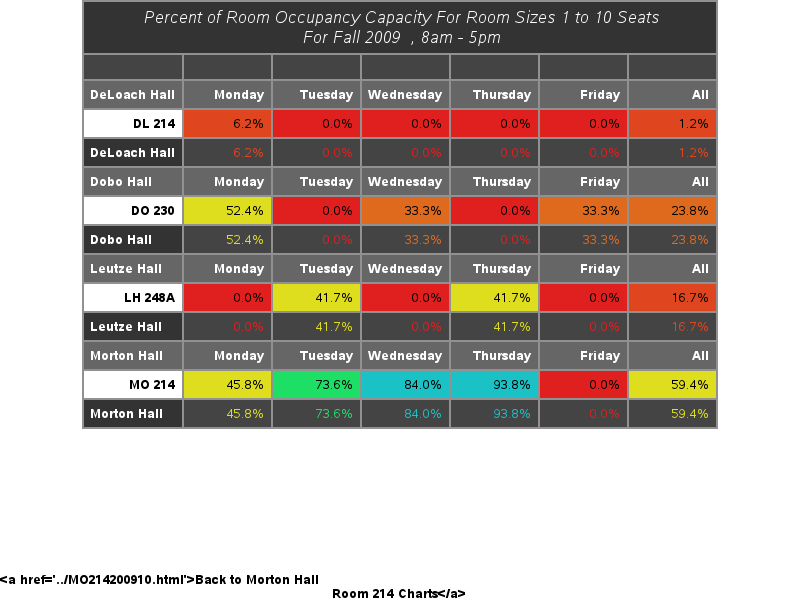 Percent of Room Occupancy Capacity For Room Sizes 1 to 10 Seats
For Fall 2009 , 8am - 5pm
DeLoach Hall Monday Tuesday Wednesday Thursday Friday All
DL 214 6.2% 0.0% 0.0% 0.0% 0.0% 1.2%
DeLoach Hall 6.2% 0.0% 0.0% 0.0% 0.0% 1.2%
Dobo Hall Monday Tuesday Wednesday Thursday Friday All
DO 230 52.4% 0.0% 33.3% 0.0% 33.3% 23.8%
Dobo Hall 52.4% 0.0% 33.3% 0.0% 33.3% 23.8%
Leutze Hall Monday Tuesday Wednesday Thursday Friday All
LH 248A 0.0% 41.7% 0.0% 41.7% 0.0% 16.7%
Leutze Hall 0.0% 41.7% 0.0% 41.7% 0.0% 16.7%
Morton Hall Monday Tuesday Wednesday Thursday Friday All
MO 214 45.8% 73.6% 84.0% 93.8% 0.0% 59.4%
Morton Hall 45.8% 73.6% 84.0% 93.8% 0.0% 59.4%
&lt;a href='../MO214200910.html'&gt;Back to Morton Hall
Room 214 Charts&lt;/a&gt;